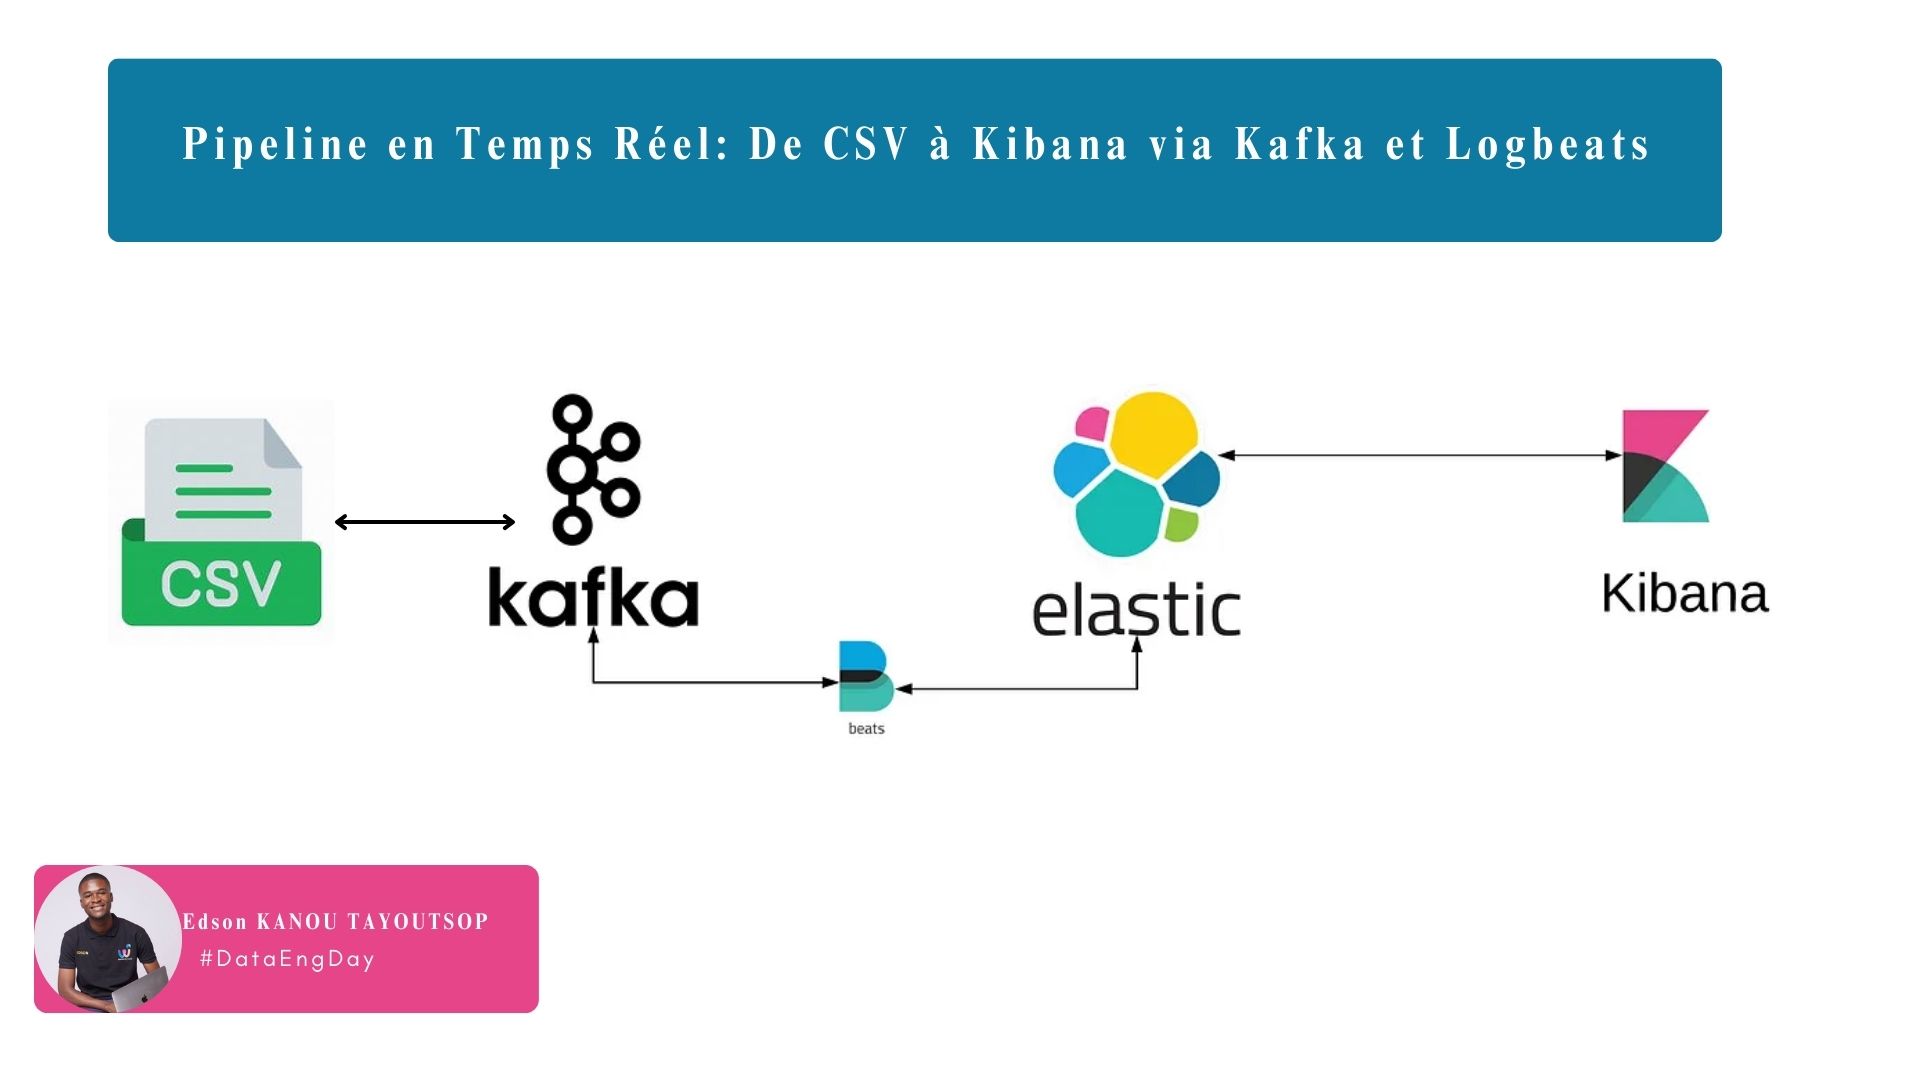 Pipeline en Temps Réel: De CSV à Kibana via Kafka et Logbeats
CSV
kafka
elastic
Kibana
beats
Edson KANOU TAYOUTSOP
#DataEngDay